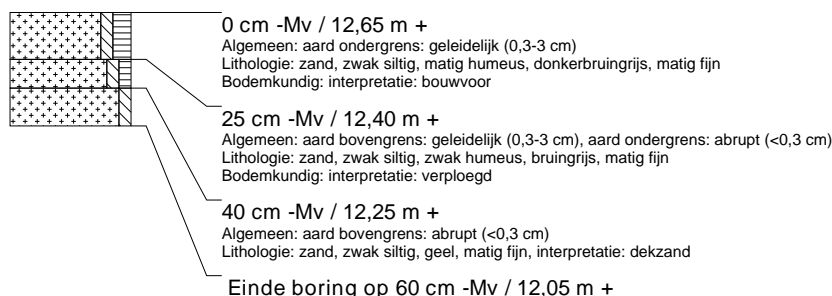 0 cm -Mv / 12,65 m +
Algemeen: aard ondergrens: geleidelijk (0,3-3 cm)
Lithologie: zand, zwak siltig, matig humeus, donkerbruingrijs, matig fijn
Bodemkundig: interpretatie: bouwvoor
25 cm -Mv / 12,40 m +
Algemeen: aard bovengrens: geleidelijk (0,3-3 cm), aard ondergrens: abrupt (<0,3 cm)
Lithologie: zand, zwak siltig, zwak humeus, bruingrijs, matig fijn
Bodemkundig: interpretatie: verploegd
40 cm -Mv / 12,25 m +
Algemeen: aard bovengrens: abrupt (<0,3 cm)
Lithologie: zand, zwak siltig, geel, matig fijn, interpretatie: dekzand
Einde boring op 60 cm -Mv / 12,05 m +